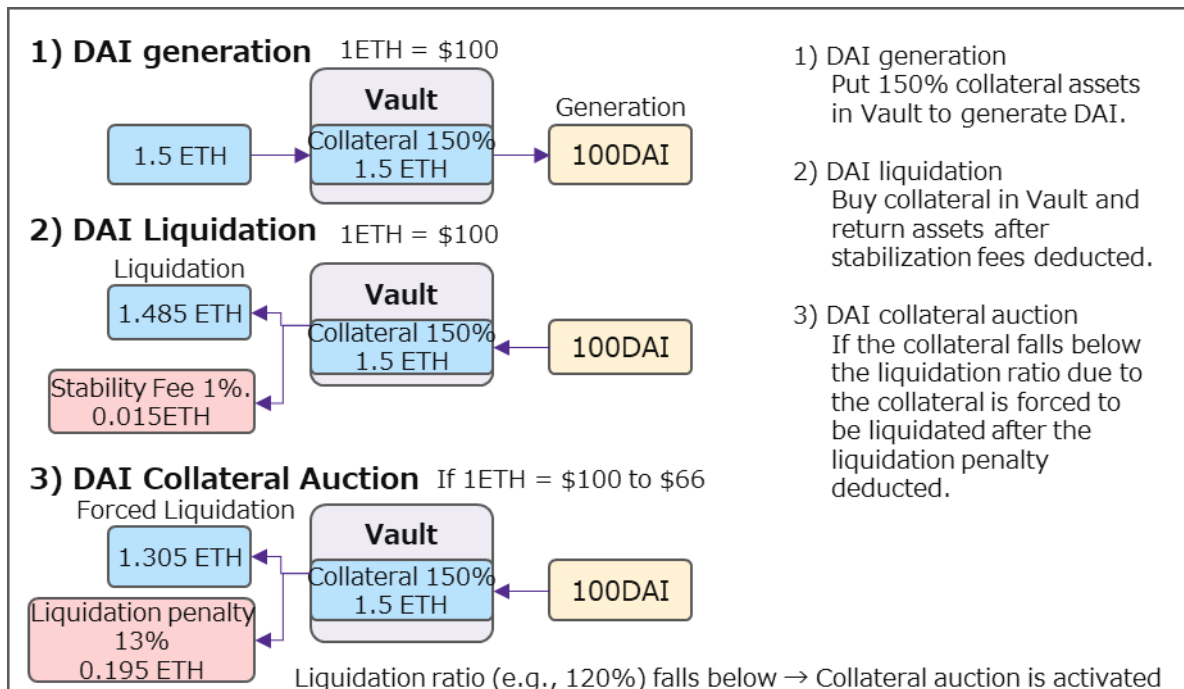 1) DAI generation 1ETH = $100
Vault
Generation
1.5 ETH
Collateral 150%
1.5 ETH
100DAI
2) DAI Liquidation 1ETH = $100
Liquidation
Vault
1.485 ETH
Collateral 150%
1.5 ETH
100DAI
Stability Fee 1%.
0.015ETH
3) DAI Collateral Auction If 1ETH = $100 to $66
Forced Liquidation
Vault
1.305 ETH
Collateral 150%
1.5 ETH
100DAI
Liquidation penalty
13%
0.195 ETH
Liquidation ratio (e.g., 120%) falls below → Collateral auction is activated
1) DAI generation
Put 150% collateral assets
in Vault to generate DAI.
2) DAI liquidation
Buy collateral in Vault and
return assets after
stabilization fees deducted.
3) DAI collateral auction
If the collateral falls below
the liquidation ratio due to
the collateral is forced to
be liquidated after the
liquidation penalty
deducted.